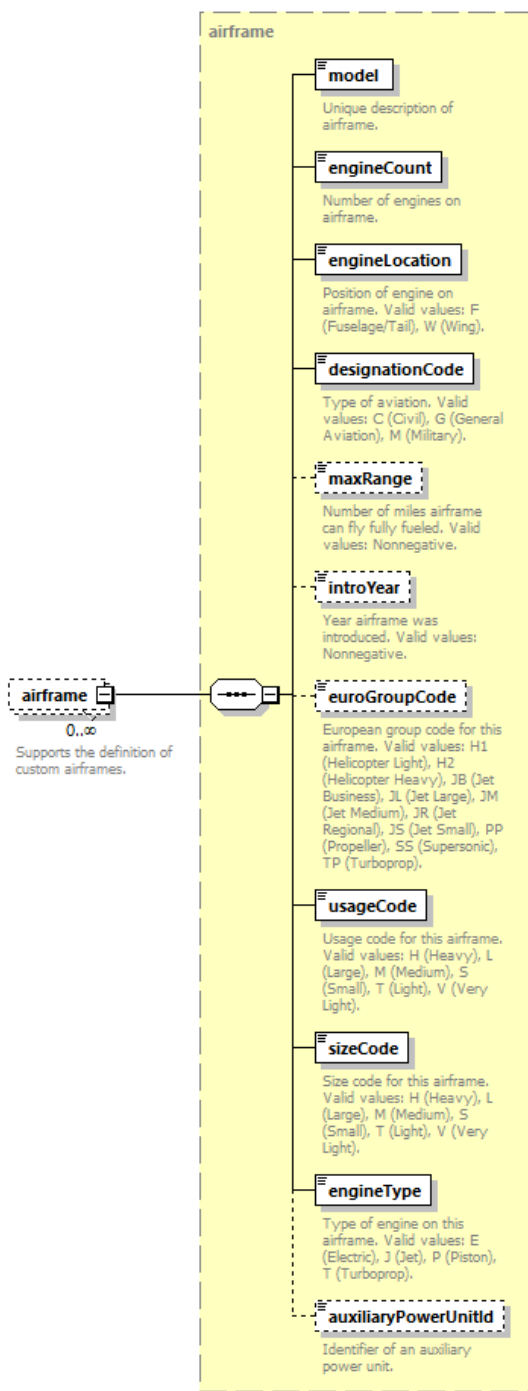 airframe
model
Unique description of
airframe.
engineCount
Number of engines on
airframe.
engineLocation
Position of engine on
airframe. Valid values: F
(Fuselage/Tail), W (Wing).
designationCode
Type of aviation. Valid
values: C (Civil), G (General
Aviation), M (Military).
maxRange
Number of miles airframe
can fly fully fueled. Valid
values: Nonnegative.
introYear
Year airframe was
introduced. Valid values:
Nonnegative.
airframe
0..∞
Supports the definition of
custom airframes.
euroGroupCode
European group code for this
airframe. Valid values: H1
(Helicopter Light), H2
(Helicopter Heavy), JB (Jet
Business), JL (Jet Large), JM
(Jet Medium), JR (Jet
Regional), JS (Jet Small), PP
(Propeller), SS (Supersonic),
TP (Turboprop).
usageCode
Usage code for this airframe.
Valid values: H (Heavy), L
(Large), M (Medium), S
(Small), T (Light), V (Very
Light).
sizeCode
Size code for this airframe.
Valid values: H (Heavy), L
(Large), M (Medium), S
(Small), T (Light), V (Very
Light).
engineType
Type of engine on this
airframe. Valid values: E
(Electric), J (Jet), P (Piston),
T (Turboprop).
auxiliaryPowerUnitId
Identifier of an auxiliary
power unit.